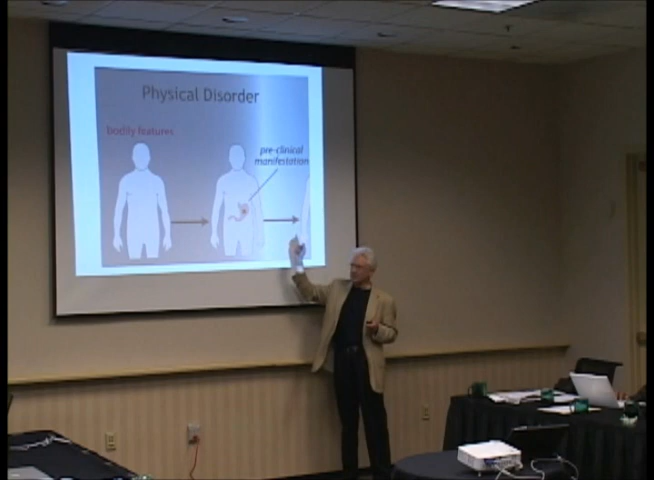 Physical Disorder
bodily features
pre-clinical
manifestation